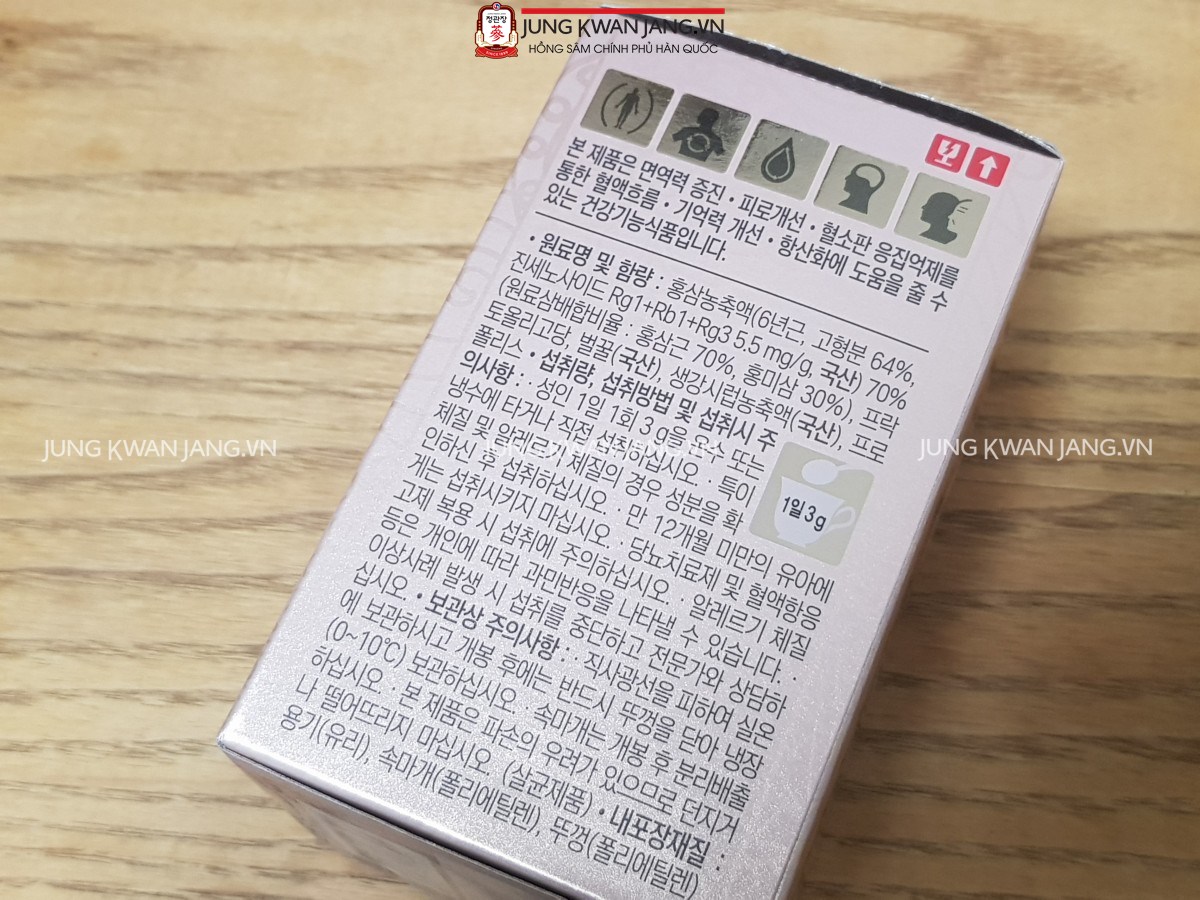 정관장
蔘
JUNG KWAN JANG.VN
HỒNG SÂM CHÍNH PHỦ HÀN QUỐC
본 제품은 면역력 증진 · 피로개선 · 혈소판 응집억제를
통한 혈액흐름 · 기억력 개선 · 항산화에 도움을 줄 수
있는 건강기능식품입니다.
• 원료명 및 함량 : 홍삼농축액(6년근, 고형분 64%,
진세노사이드 Rg1+Rb1+Rg3 5.5 mg/g, 국산) 70%
(원료삼배합비율 : 홍삼근 70%, 홍미삼 30%), 프락
토올리고당, 벌꿀(국산), 생강시럽농축액(국산), 프로
폴리스 • 섭취량, 섭취방법 및 섭취시 주
의사항 : · 성인 1일 1회 3 g을 온수 또는
냉수에 타거나 직접 섭취하십시오. · 특이
체질 및 알레르기 체질의 경우 성분을 확
인하신 후 섭취하십시오. · 만 12개월 미만의 유아에
게는 섭취시키지 마십시오. · 당뇨치료제 및 혈액항응
고제 복용 시 섭취에 주의하십시오. · 알레르기 체질
등은 개인에 따라 과민반응을 나타낼 수 있습니다. ·
이상사례 발생 시 섭취를 중단하고 전문가와 상담하
십시오. • 보관상 주의사항 : · 직사광선을 피하여 실온
에 보관하시고 개봉 후에는 반드시 뚜껑을 닫아 냉장
(0~10℃) 보관하십시오. · 속마개는 개봉 후 분리배출
하십시오. · 본 제품은 파손의 우려가 있으므로 던지거
나 떨어뜨리지 마십시오. (살균제품) • 내포장재질 :
용기(유리), 속마개(폴리에틸렌), 뚜껑(폴리에틸렌)
1일 3g
JUNG KWAN JANG.VN
JUNG KWAN JANG.VN
JUNG KWAN JANG.VN